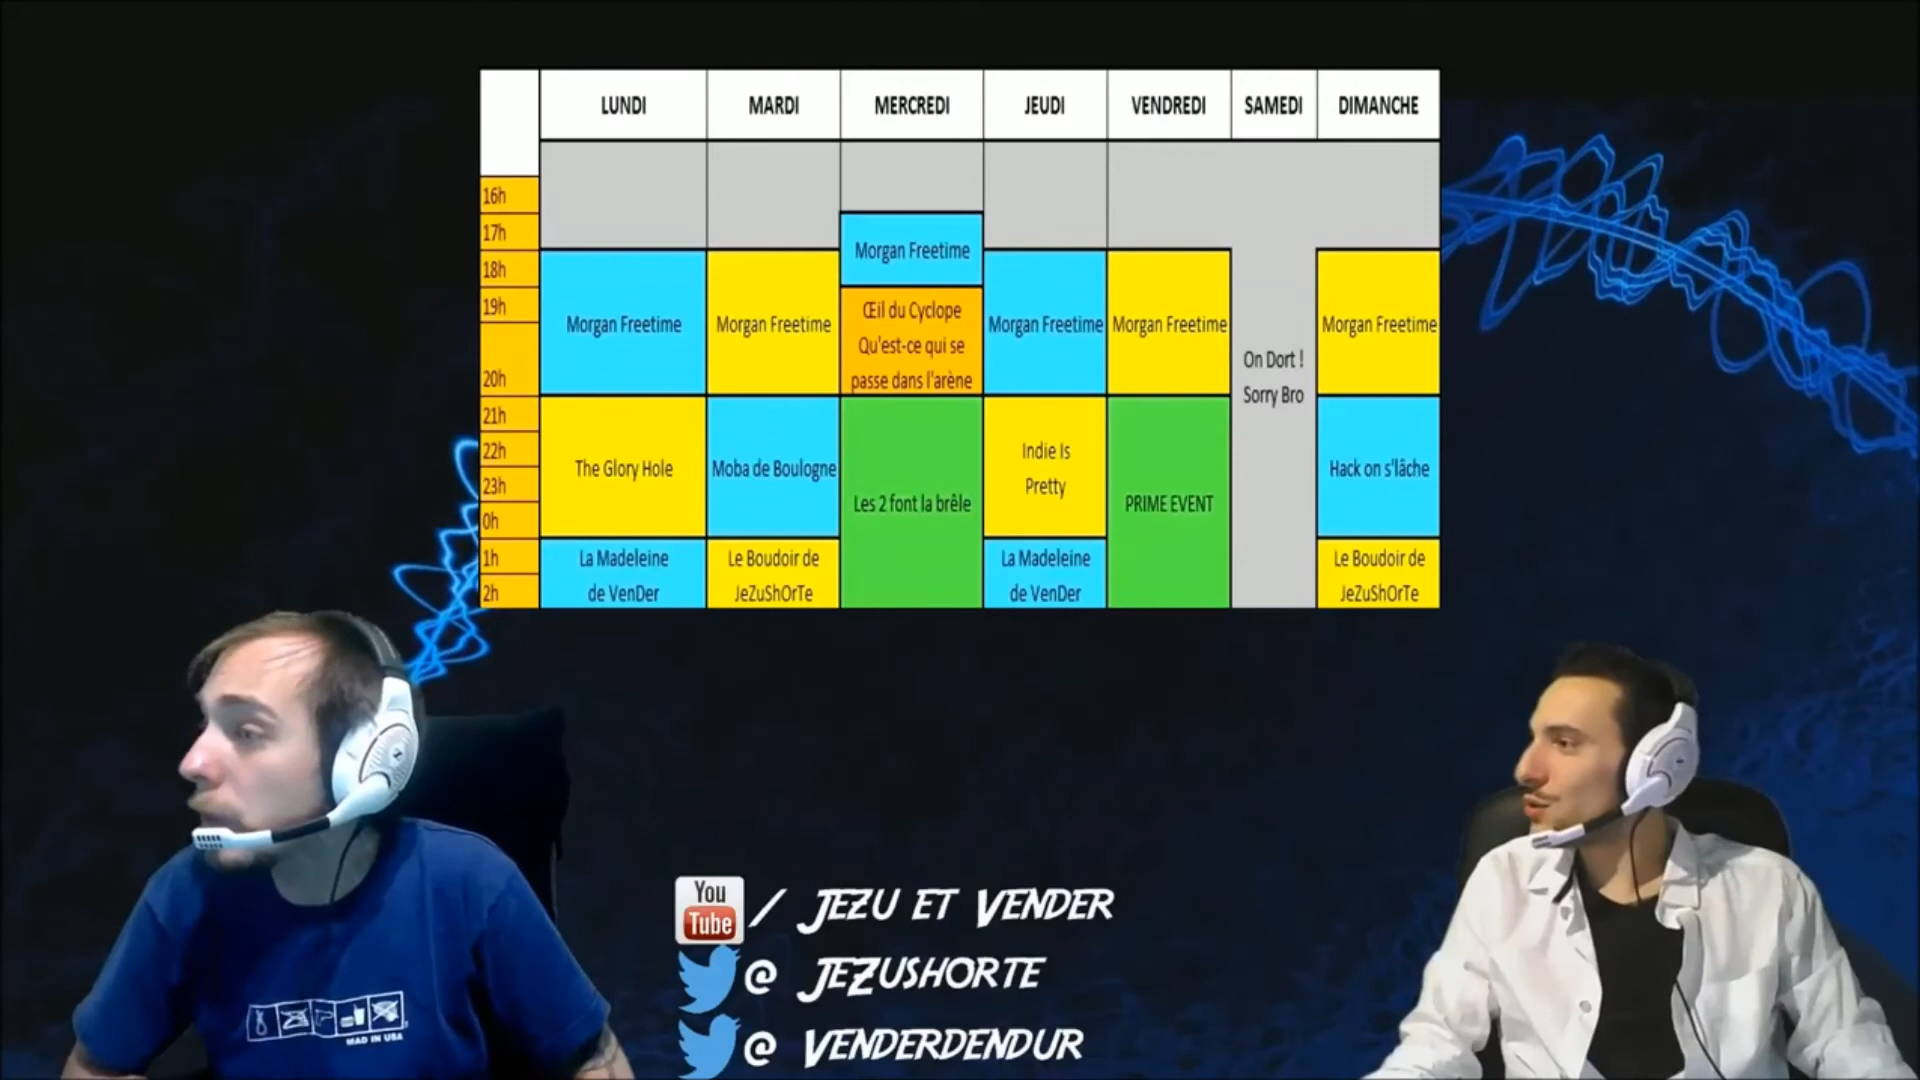 LUNDI MARDI MERCREDI JEUDI VENDREDI SAMEDI DIMANCHE
16h
17h
Morgan Freetime
18h
19h
Œil du Cyclope
Morgan Freetime Morgan Freetime Morgan Freetime Morgan Freetime Morgan Freetime
Qu'est-ce qui se
On Dort !
20h
passe dans l'arène
Sorry Bro
21h
22h
Indie Is
The Glory Hole Moba de Boulogne Hack on s'lâche
23h
Pretty
Les 2 font la brêle PRIME EVENT
0h
1h
La Madeleine Le Boudoir de La Madeleine Le Boudoir de
2h
de VenDer JeZuShOrTe de VenDer JeZuShOrTe
You Tube / JEZU ET VENDER
@ JEZUSHORTE
@ VENDERDENDUR
MAD IN USA